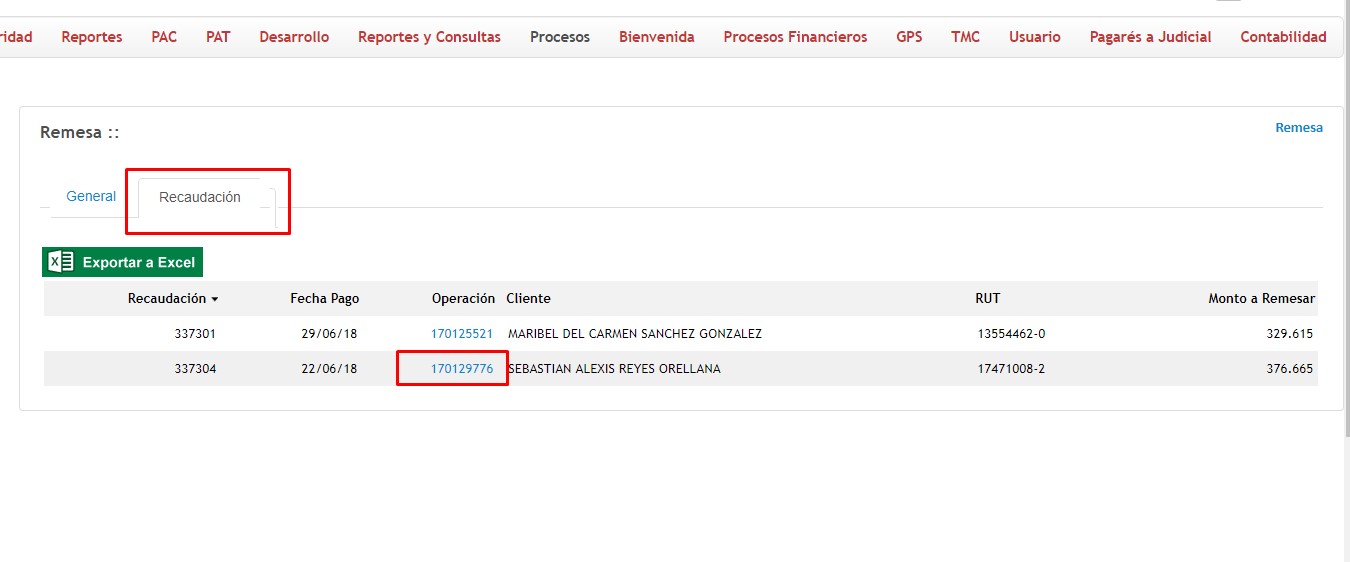 ridad Reportes PAC PAT Desarrollo Reportes y Consultas Procesos Bienvenida Procesos Financieros GPS TMC Usuario Pagarés a Judicial Contabilidad
Remesa :: Remesa
General Recaudación
Exportar a Excel
Recaudación Fecha Pago Operación Cliente RUT Monto a Remesar
337301 29/06/18 170125521 MARIBEL DEL CARMEN SANCHEZ GONZALEZ 13554462-0 329.615
337304 22/06/18 170129776 SEBASTIAN ALEXIS REYES ORELLANA 17471008-2 376.665